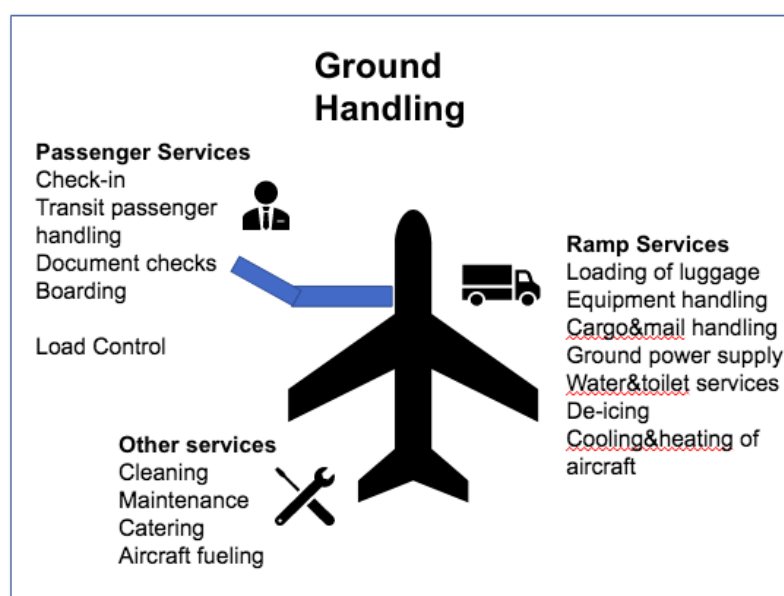 Ground
Handling
Passenger Services
Check-in
Transit passenger
handling
Document checks
Boarding
Load Control
Ramp Services
Loading of luggage
Equipment handling
Cargo&mail handling
Ground power supply
Water&toilet services
De-icing
Cooling&heating of
aircraft
Other services
Cleaning
Maintenance
Catering
Aircraft fueling